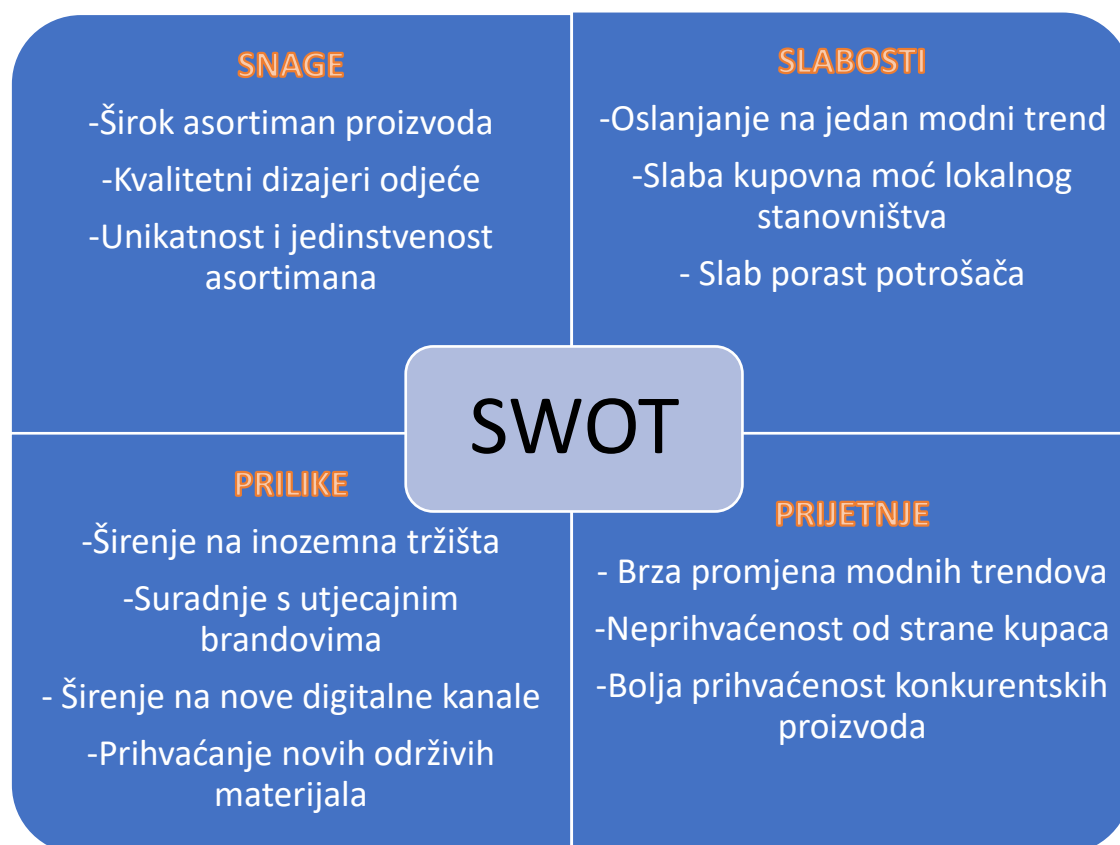 SNAGE
-Širok asortiman proizvoda
-Kvalitetni dizajeri odjeće
-Unikatnost i jedinstvenost
asortimana
SLABOSTI
-Oslanjanje na jedan modni trend
-Slaba kupovna moć lokalnog
stanovništva
- Slab porast potrošača
SWOT
PRILIKE
-Širenje na inozemna tržišta
-Suradnje s utjecajnim
brandovima
- Širenje na nove digitalne kanale
-Prihvaćanje novih održivih
materijala
PRIJETNJE
- Brza promjena modnih trendova
-Neprihvaćenost od strane kupaca
-Bolja prihvaćenost konkurentskih
proizvoda